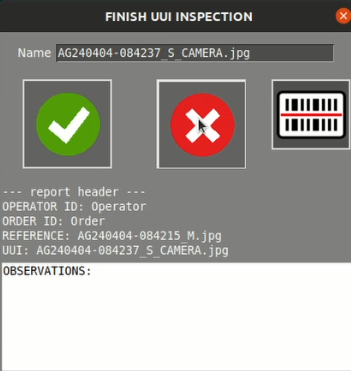 FINISH UUI INSPECTION
Name AG240404-084237_S_CAMERA.jpg
--- report header ---
OPERATOR ID: Operator
ORDER ID: Order
REFERENCE: AG240404-084215_M.jpg
UUI: AG240404-084237_S_CAMERA.jpg
OBSERVATIONS: